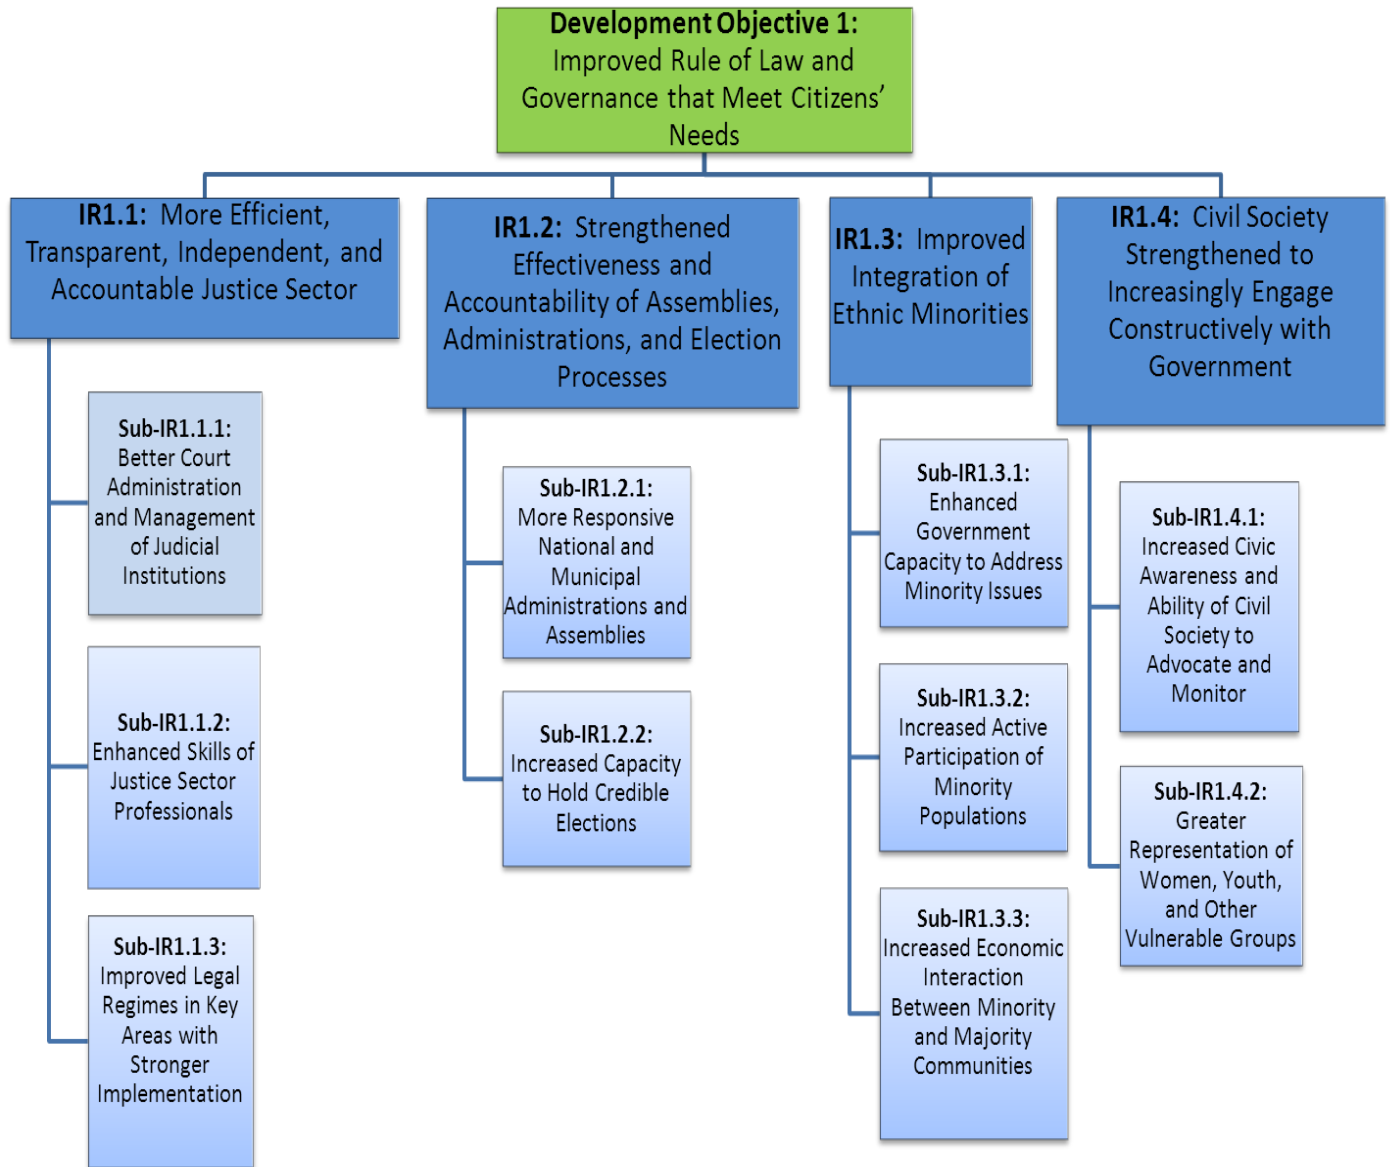 Development Objective 1:
Improved Rule of Law and
Governance that Meet Citizens’
Needs
IR1.1: More Efficient,
Transparent, Independent, and
Accountable Justice Sector
IR1.2: Strengthened
Effectiveness and
Accountability of Assemblies,
Administrations, and Election
Processes
IR1.3: Improved
Integration of
Ethnic Minorities
IR1.4: Civil Society
Strengthened to
Increasingly Engage
Constructively with
Government
Sub-IR1.1.1:
Better Court
Administration
and Management
of Judicial
Institutions
Sub-IR1.1.2:
Enhanced Skills of
Justice Sector
Professionals
Sub-IR1.1.3:
Improved Legal
Regimes in Key
Areas with
Stronger
Implementation
Sub-IR1.2.1:
More Responsive
National and
Municipal
Administrations and
Assemblies
Sub-IR1.2.2:
Increased Capacity
to Hold Credible
Elections
Sub-IR1.3.1:
Enhanced
Government
Capacity to Address
Minority Issues
Sub-IR1.3.2:
Increased Active
Participation of
Minority
Populations
Sub-IR1.3.3:
Increased Economic
Interaction
Between Minority
and Majority
Communities
Sub-IR1.4.1:
Increased Civic
Awareness and
Ability of Civil
Society to
Advocate and
Monitor
Sub-IR1.4.2:
Greater
Representation of
Women, Youth,
and Other
Vulnerable Groups